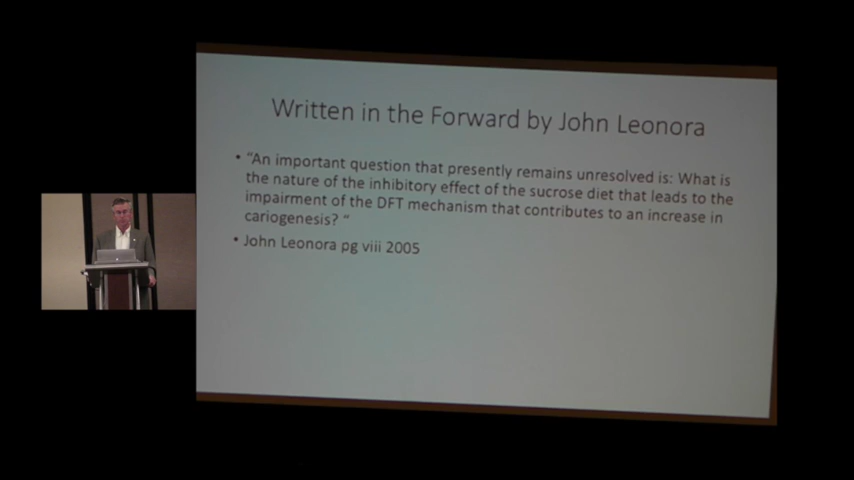 Written in the Forward by John Leonora
• "An important question that presently remains unresolved is: What is
the nature of the inhibitory effect of the sucrose diet that leads to the
impairment of the DFT mechanism that contributes to an increase in
cariogenesis? "
• John Leonora pg viii 2005